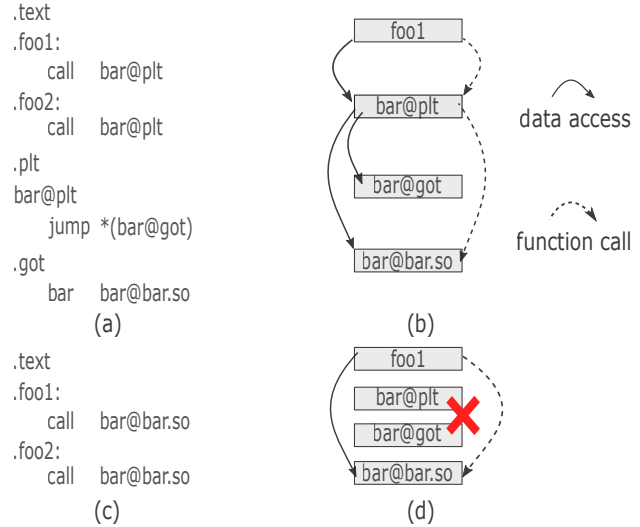 .text
.foo1:
call bar@plt
.foo2:
call bar@plt
.plt
bar@plt
jump *(bar@got)
.got
bar bar@bar.so
(a)
foo1
bar@plt
bar@got
bar@bar.so
(b)
data access
function call
.text
.foo1:
call bar@bar.so
.foo2:
call bar@bar.so
(c)
foo1
bar@plt
bar@got
bar@bar.so
(d)